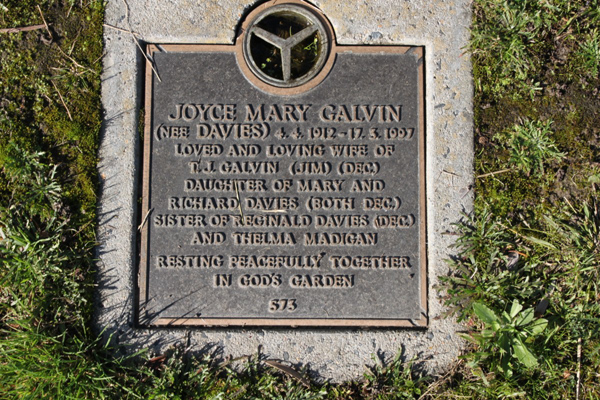 JOYCE MARY GALVIN
(NEE DAVIES) 4. 4. 1912 - 17. 3. 1997
LOVED AND LOVING WIFE OF
T.J. GALVIN (JIM) (DEC.)
DAUGHTER OF MARY AND
RICHARD DAVIES (BOTH DEC.)
SISTER OF REGINALD DAVIES (DEC.)
AND THELMA MADIGAN
RESTING PEACEFULLY TOGETHER
IN GOD'S GARDEN
373